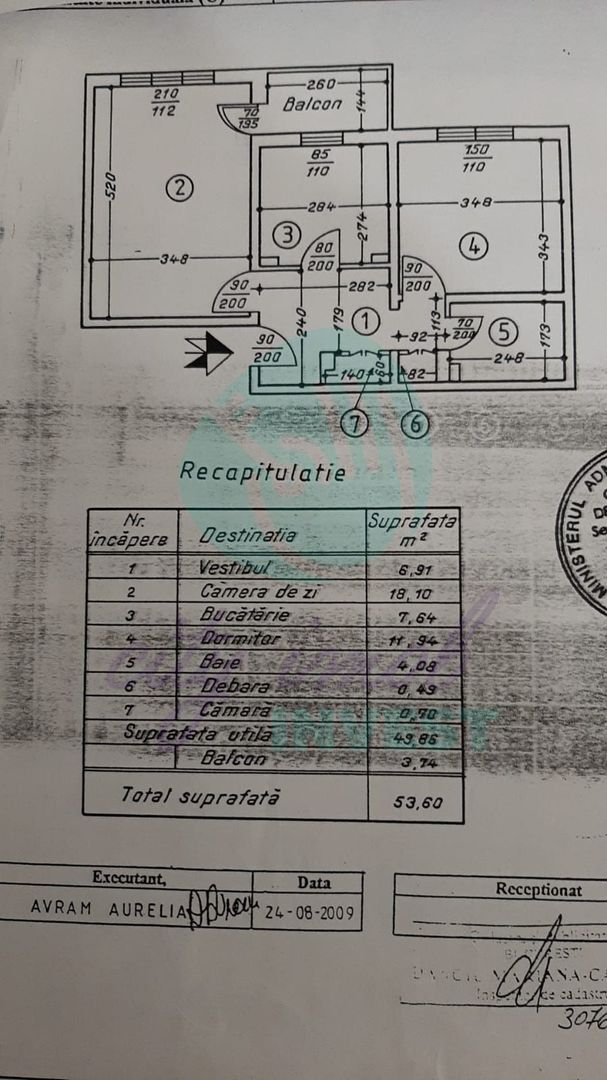 260
Balcon
144
210
112
70
195
520
2
348
85
110
284
274
3
80
200
150
110
348
343
4
90
200
282
90
200
240
179
1
113
92
70
200
5
173
248
90
200
140
60
82
7
6
Recapitulatie
Nr. încăpere Destinatia Suprafata m²
1 Vestibul 6,91
2 Camera de zi 18,10
3 Bucătărie 7,64
4 Dormitor 11,94
5 Baie 4,08
6 Debara 0,49
7 Cămară 0,70
Suprafata utilă 49,86
Balcon 3,74
Total suprafată 53,60
MINISTERUL AD
Executant, Data
AVRAM AURELIA 24-08-2009
Receptionat
de cadastr
3076